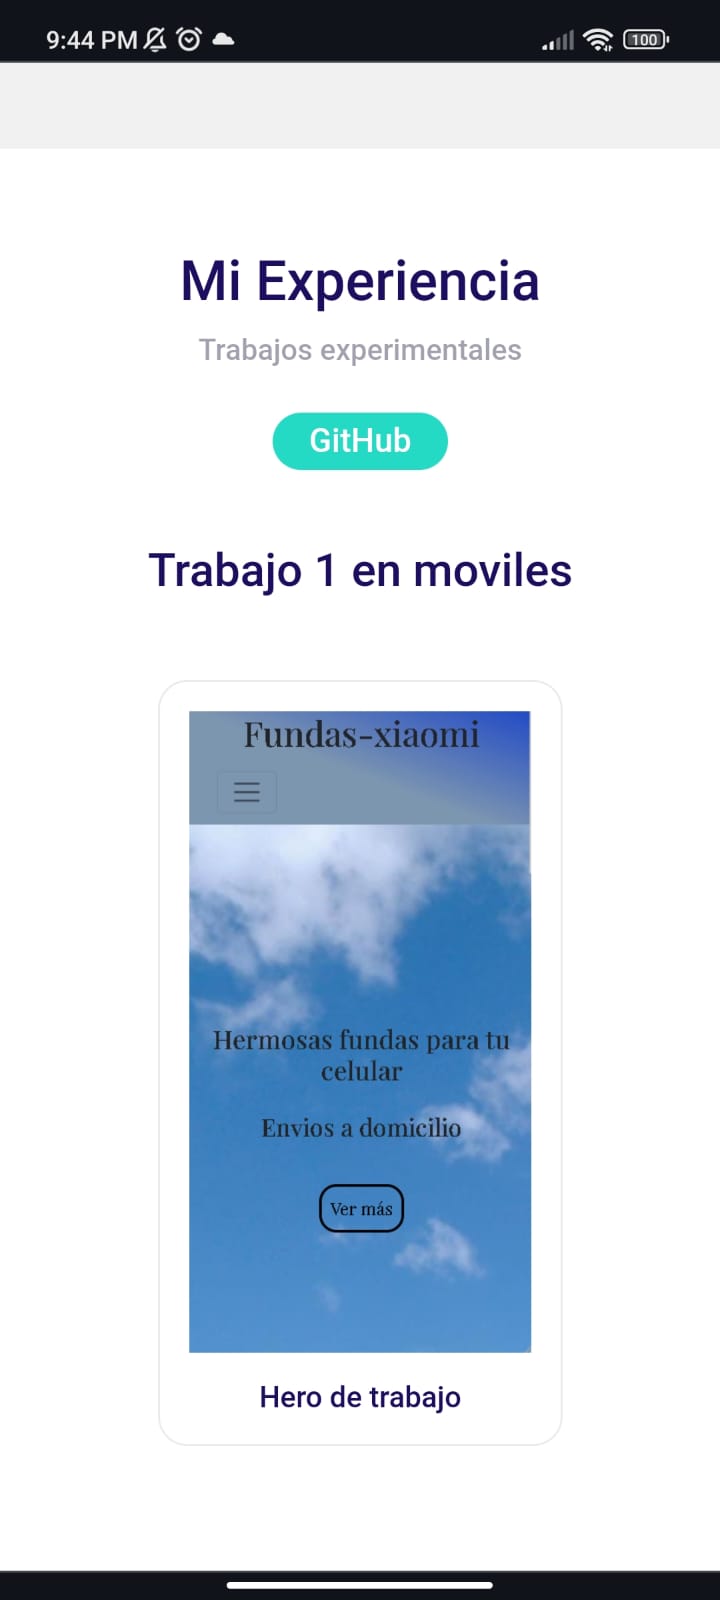 9:44 PM
100
Mi Experiencia
Trabajos experimentales
GitHub
Trabajo 1 en moviles
Fundas-xiaomi
Hermosas fundas para tu
celular
Envios a domicilio
Ver más
Hero de trabajo